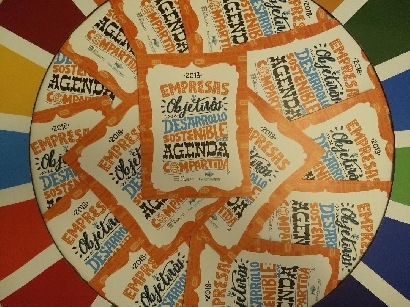 ·2018·
EMPRESAS
Objetivos
DESARROLLO
SOSTENIBLE
AGENDA
COMPARTIDA